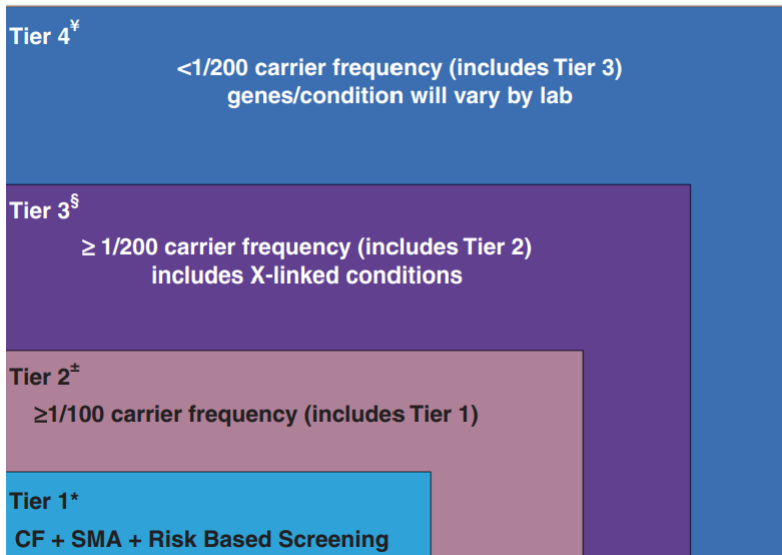 Tier 4¥
<1/200 carrier frequency (includes Tier 3)
genes/condition will vary by lab
Tier 3§
≥ 1/200 carrier frequency (includes Tier 2)
includes X-linked conditions
Tier 2±
≥1/100 carrier frequency (includes Tier 1)
Tier 1*
CF + SMA + Risk Based Screening